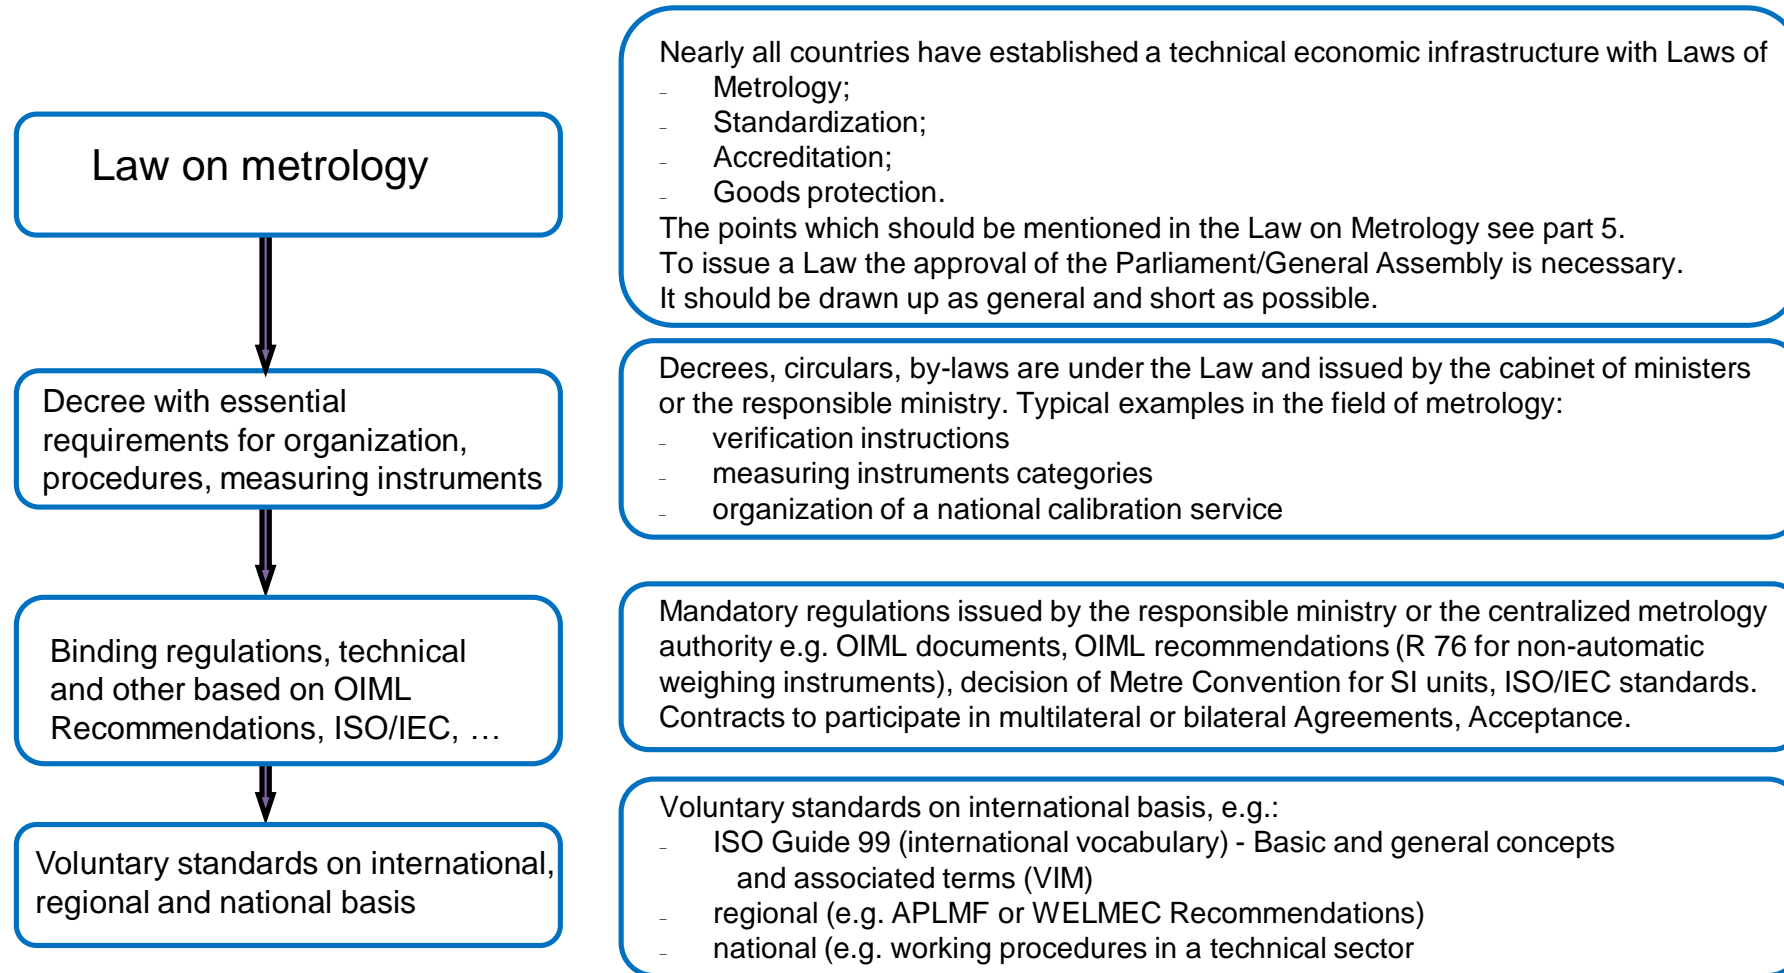 Law on metrology
Nearly all countries have established a technical economic infrastructure with Laws of
- Metrology;
- Standardization;
- Accreditation;
- Goods protection.
The points which should be mentioned in the Law on Metrology see part 5.
To issue a Law the approval of the Parliament/General Assembly is necessary.
It should be drawn up as general and short as possible.
Decree with essential
requirements for organization,
procedures, measuring instruments
Decrees, circulars, by-laws are under the Law and issued by the cabinet of ministers
or the responsible ministry. Typical examples in the field of metrology:
- verification instructions
- measuring instruments categories
- organization of a national calibration service
Binding regulations, technical
and other based on OIML
Recommendations, ISO/IEC, …
Mandatory regulations issued by the responsible ministry or the centralized metrology
authority e.g. OIML documents, OIML recommendations (R 76 for non-automatic
weighing instruments), decision of Metre Convention for SI units, ISO/IEC standards.
Contracts to participate in multilateral or bilateral Agreements, Acceptance.
Voluntary standards on international,
regional and national basis
Voluntary standards on international basis, e.g.:
- ISO Guide 99 (international vocabulary) - Basic and general concepts
and associated terms (VIM)
- regional (e.g. APLMF or WELMEC Recommendations)
- national (e.g. working procedures in a technical sector